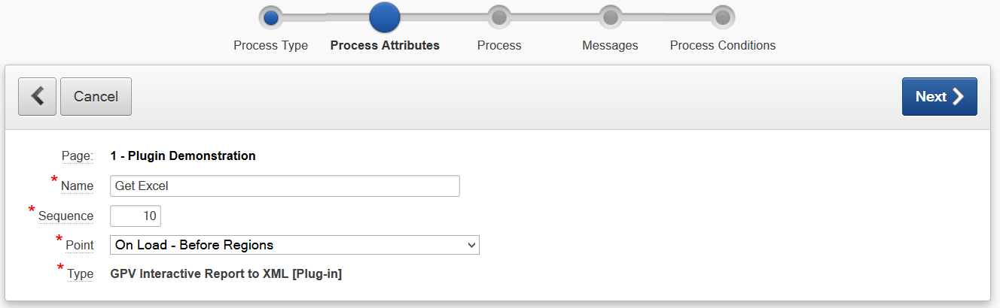 Process Type Process Attributes Process Messages Process Conditions
Cancel Next
Page: 1 - Plugin Demonstration
* Name Get Excel
* Sequence 10
* Point On Load - Before Regions
* Type GPV Interactive Report to XML [Plug-in]